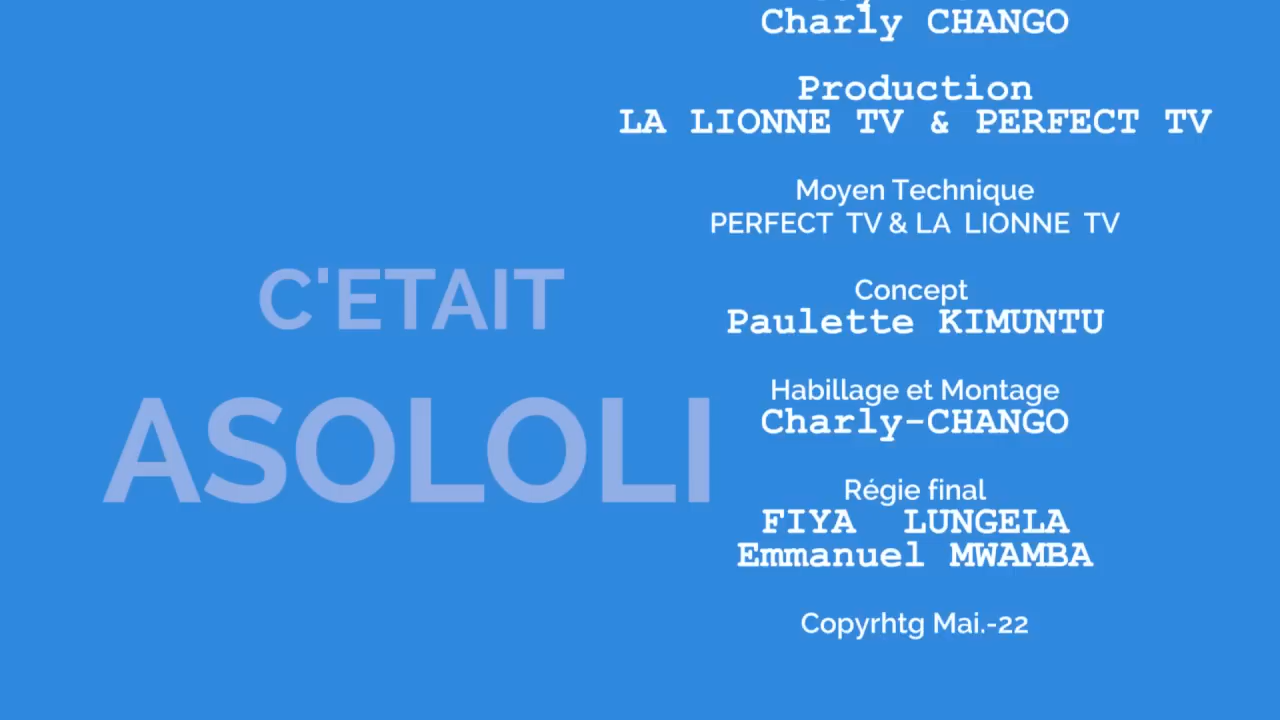 Charly CHANGO
Production
LA LIONNE TV & PERFECT TV
Moyen Technique
PERFECT TV & LA LIONNE TV
C'ETAIT
ASOLOLI
Concept
Paulette KIMUNTU
Habillage et Montage
Charly-CHANGO
Régie final
FIYA LUNGELA
Emmanuel MWAMBA
Copyrhtg Mai.-22